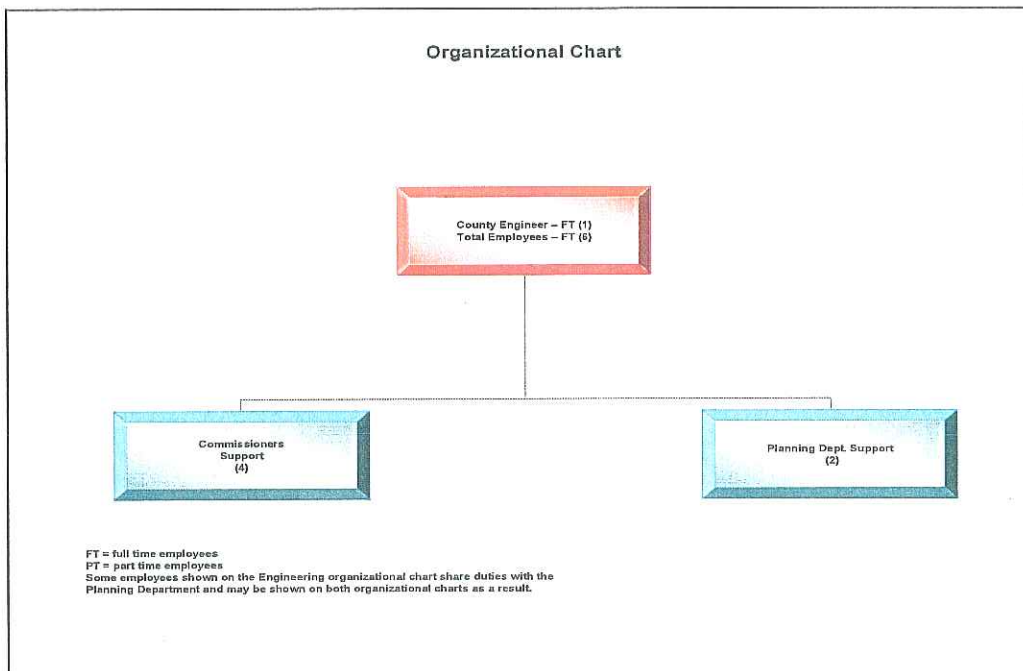 Organizational Chart
County Engineer – FT (1)
Total Employees – FT (6)
Commissioners
Support
(4)
Planning Dept. Support
(2)
FT = full time employees
PT = part time employees
Some employees shown on the Engineering organizational chart share duties with the
Planning Department and may be shown on both organizational charts as a result.